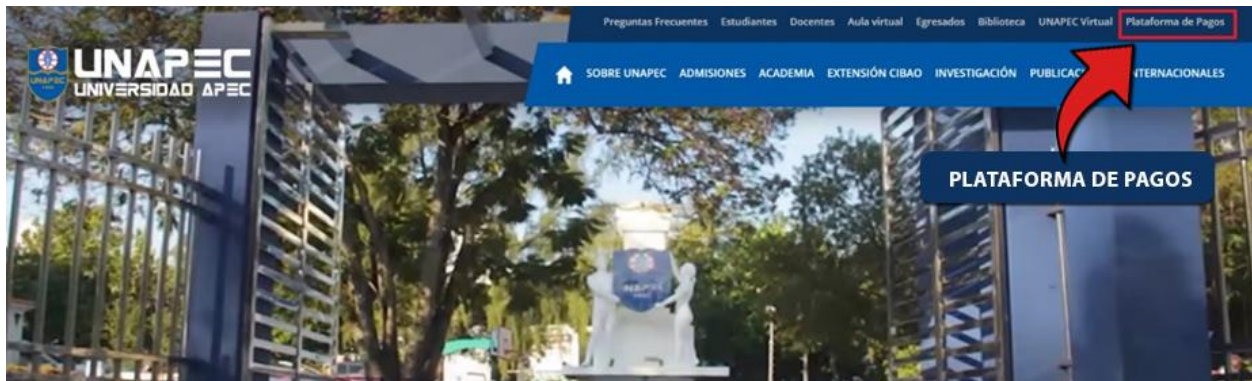 Preguntas Frecuentes Estudiantes Docentes Aula virtual Egresados Biblioteca UNAPEC Virtual Plataforma de Pagos
UNAPEC
UNIVERSIDAD APEC
SOBRE UNAPEC ADMISIONES ACADEMIA EXTENSIÓN CIBAO INVESTIGACIÓN
PLATAFORMA DE PAGOS
UNAPEC